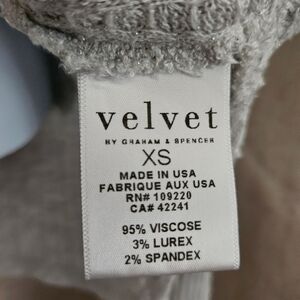 velvet
BY GRAHAM & SPENCER
XS
MADE IN USA
FABRIQUE AUX USA
RN# 109220
CA# 42241
95% VISCOSE
3% LUREX
2% SPANDEX